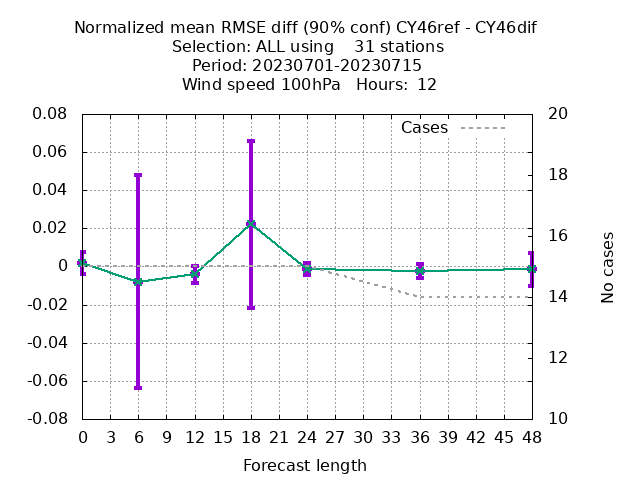 Normalized mean RMSE diff (90% conf) CY46ref - CY46dif
Selection: ALL using    31 stations
Period: 20230701-20230715
Wind speed 100hPa   Hours:  12
Cases
0.08
0.06
0.04
0.02
0
-0.02
-0.04
-0.06
-0.08
20
18
16
14
12
10
No cases
0 3 6 9 12 15 18 21 24 27 30 33 36 39 42 45 48
Forecast length